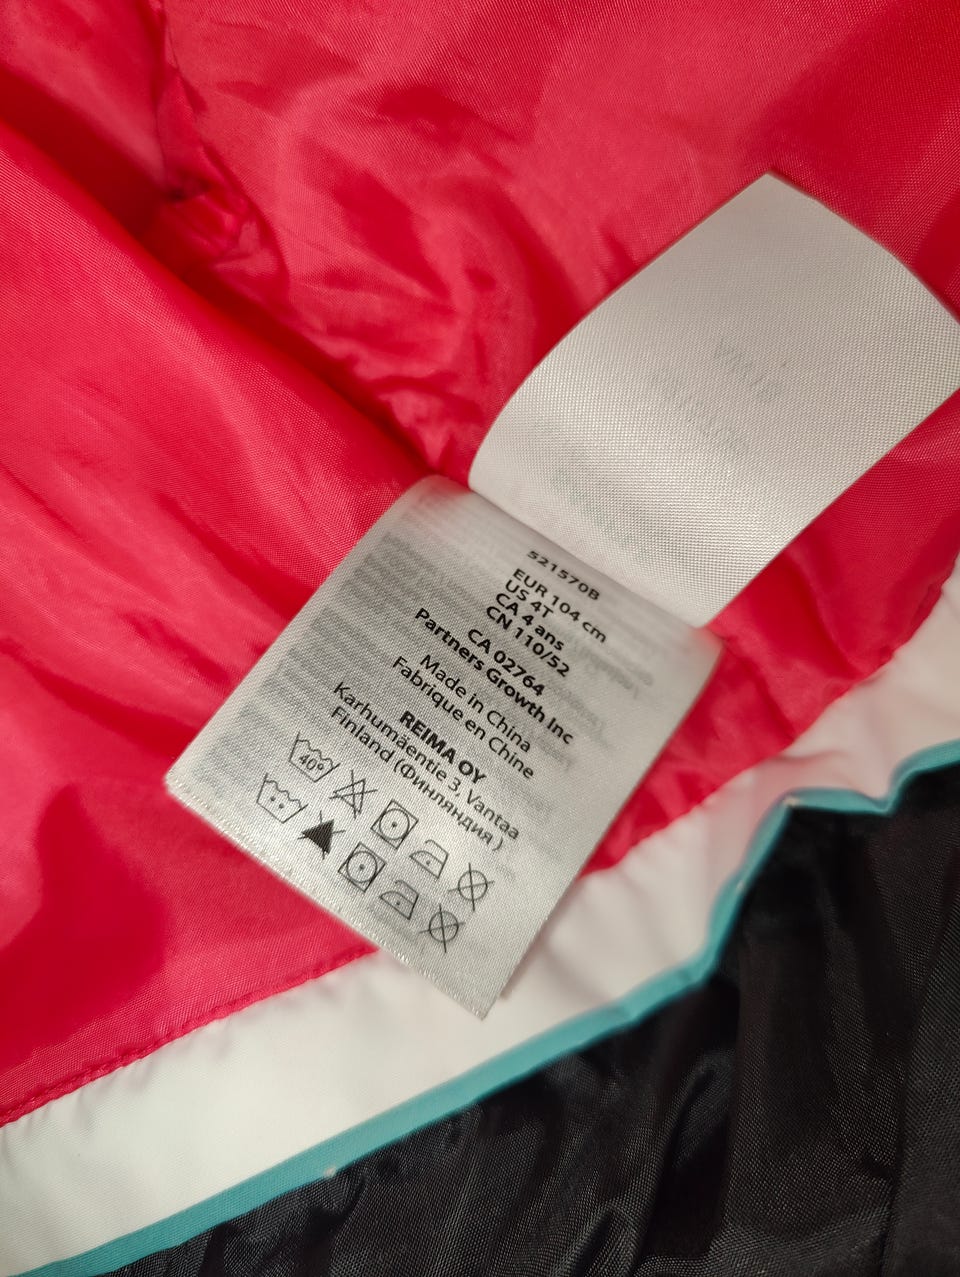 521570B
EUR 104 cm
US 4T
CA 4 ans
CN 110/52
CA 02764
Partners Growth Inc
Made in China
Fabrique en Chine
REIMA OY
Karhumäentie 3, Vantaa
Finland (Финляндия)
40°